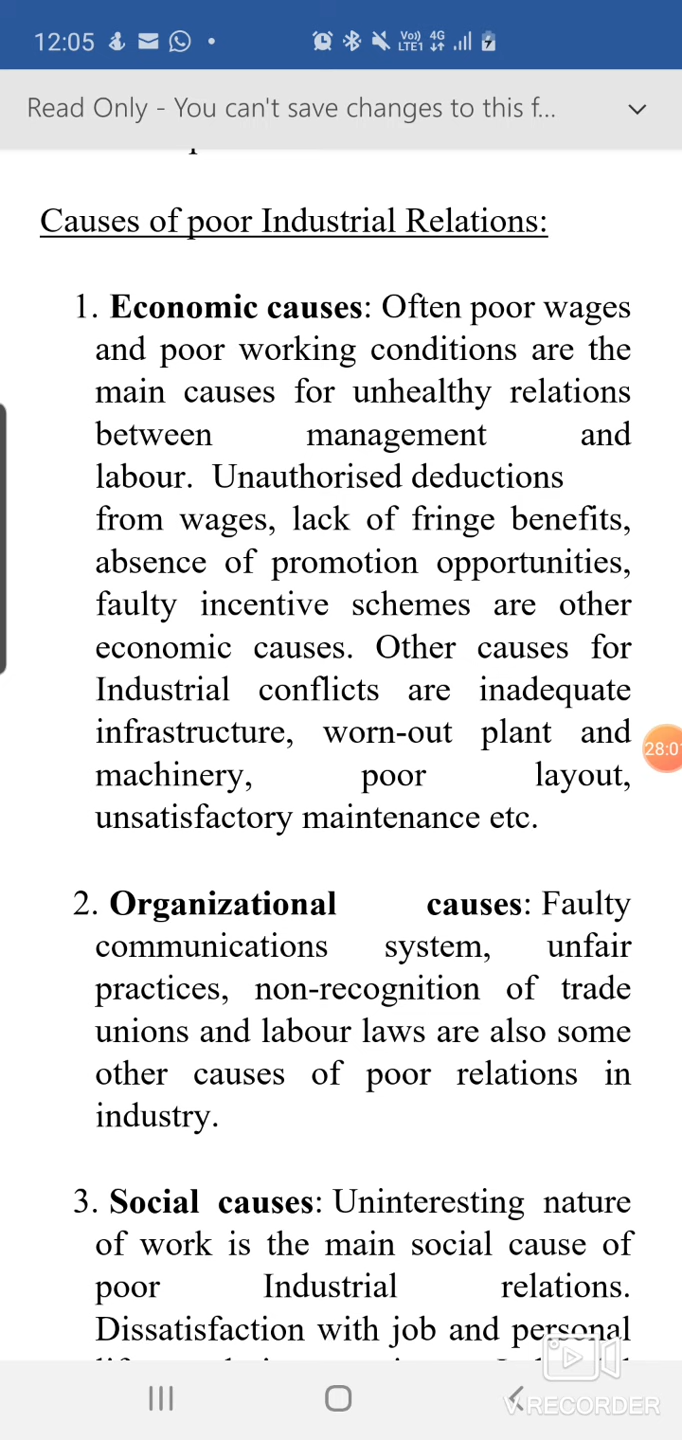 12:05
Vo)) 4G
LTE1
Read Only - You can't save changes to this f...
Causes of poor Industrial Relations:
1. Economic causes: Often poor wages
and poor working conditions are the
main causes for unhealthy relations
between management and
labour. Unauthorised deductions
from wages, lack of fringe benefits,
absence of promotion opportunities,
faulty incentive schemes are other
economic causes. Other causes for
Industrial conflicts are inadequate
infrastructure, worn-out plant and
28:0
machinery, poor layout,
unsatisfactory maintenance etc.
2. Organizational causes: Faulty
communications system, unfair
practices, non-recognition of trade
unions and labour laws are also some
other causes of poor relations in
industry.
3. Social causes: Uninteresting nature
of work is the main social cause of
poor Industrial relations.
Dissatisfaction with job and personal
V RECORDER